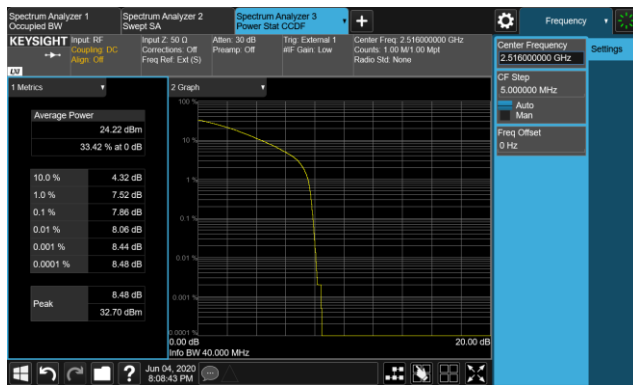 Spectrum Analyzer 1
Occupied BW
Spectrum Analyzer 2
Swept SA
Spectrum Analyzer 3
Power Stat CCDF
Frequency
KEYSIGHT
Input: RF
Coupling: DC
Align: Off
Input Z: 50 Ω
Corrections: Off
Freq Ref: Ext (S)
Atten: 30 dB
Preamp: Off
Trig: External 1
#IF Gain: Low
Center Freq: 2.516000000 GHz
Counts: 1.00 M/1.00 Mpt
Radio Std: None
LXI
Center Frequency
2.516000000 GHz
Settings
CF Step
5.000000 MHz
Auto
Man
Freq Offset
0 Hz
1 Metrics
Average Power
24.22 dBm
33.42 % at 0 dB
10.0 % 4.32 dB
1.0 % 7.52 dB
0.1 % 7.86 dB
0.01 % 8.06 dB
0.001 % 8.44 dB
0.0001 % 8.48 dB
Peak
8.48 dB
32.70 dBm
2 Graph
100 %
10 %
1 %
0.1 %
0.01 %
0.001 %
0.0001 %
0.00 dB
20.00 dB
Info BW 40.000 MHz
?
Jun 04, 2020
8:08:43 PM